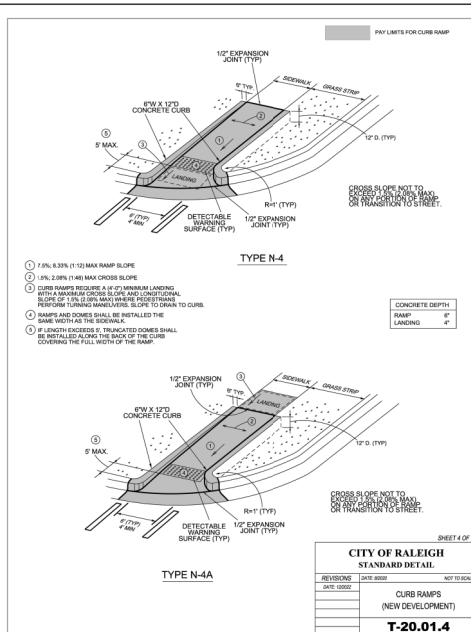 PAY LIMITS FOR CURB RAMP
1/2" EXPANSION
JOINT (TYP)
SIDEWALK
GRASS STRIP
6" TYP.
6"W X 12"D
CONCRETE CURB
5
5' MAX.
3
2
1
12" D. (TYP)
LANDING
6' (TYP)
4' MIN
R=1' (TYP)
DETECTABLE
WARNING
SURFACE (TYP)
1/2" EXPANSION
JOINT (TYP)
CROSS SLOPE NOT TO
EXCEED 1.5% (2.08% MAX)
ON ANY PORTION OF RAMP
OR TRANSITION TO STREET.
TYPE N-4
1 7.5%; 8.33% (1:12) MAX RAMP SLOPE
2 1.5%; 2.08% (1:48) MAX CROSS SLOPE
3 CURB RAMPS REQUIRE A (4'-0") MINIMUM LANDING
WITH A MAXIMUM CROSS SLOPE AND LONGITUDINAL
SLOPE OF 1.5% (2.08% MAX) WHERE PEDESTRIANS
PERFORM TURNING MANEUVERS. SLOPE TO DRAIN TO CURB.
4 RAMPS AND DOMES SHALL BE INSTALLED THE
SAME WIDTH AS THE SIDEWALK.
5 IF LENGTH EXCEEDS 5', TRUNCATED DOMES SHALL
BE INSTALLED ALONG THE BACK OF THE CURB
COVERING THE FULL WIDTH OF THE RAMP.
CONCRETE DEPTH
RAMP 6"
LANDING 4"
1/2" EXPANSION
JOINT (TYP)
3
SIDEWALK
GRASS STRIP
6" TYP.
LANDING
6"W X 12"D
CONCRETE CURB
5
5' MAX.
2
1
12" D. (TYP)
6' (TYP)
4' MIN
R=1' (TYP)
DETECTABLE
WARNING
SURFACE (TYP)
1/2" EXPANSION
JOINT (TYP)
CROSS SLOPE NOT TO
EXCEED 1.5% (2.08% MAX)
ON ANY PORTION OF RAMP
OR TRANSITION TO STREET.
TYPE N-4A
SHEET 4 OF
CITY OF RALEIGH
STANDARD DETAIL
REVISIONS DATE: 9/2020 NOT TO SCAL
DATE: 12/2022
CURB RAMPS
(NEW DEVELOPMENT)
T-20.01.4